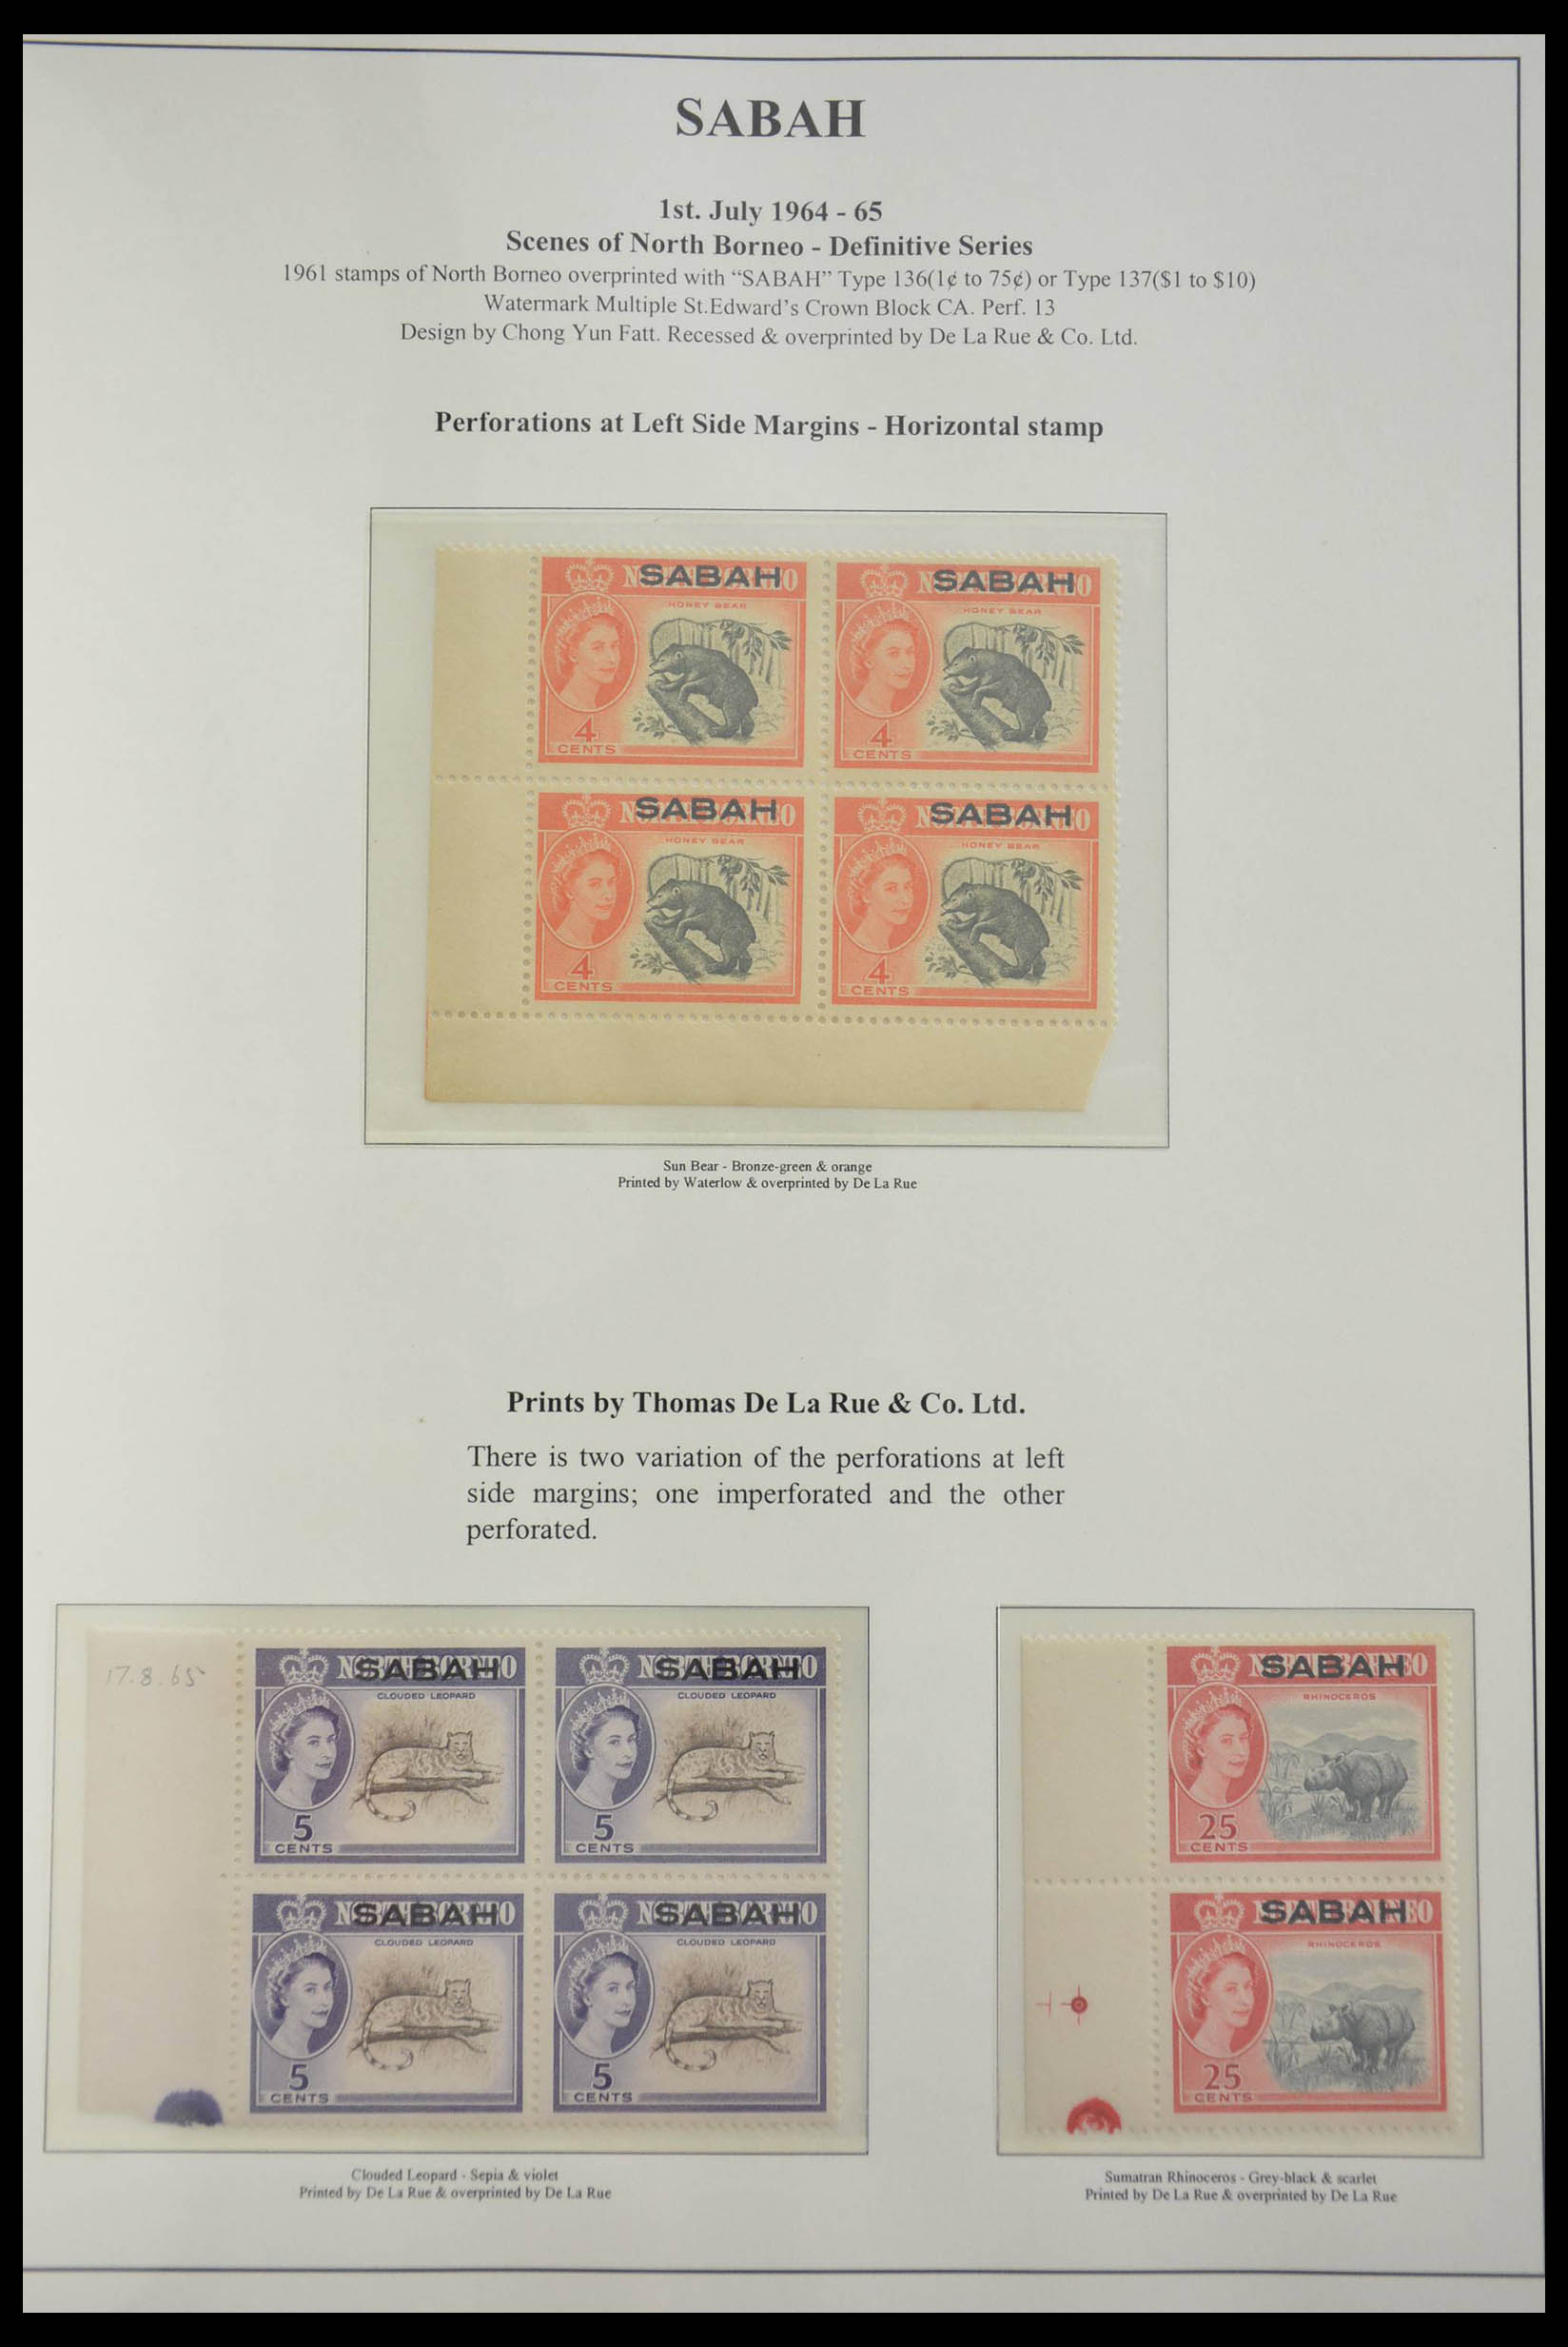 SABAH
1st. July 1964 - 65
Scenes of North Borneo - Definitive Series
1961 stamps of North Borneo overprinted with “SABAH” Type 136(1¢ to 75¢) or Type 137($1 to $10)
Watermark Multiple St.Edward’s Crown Block CA. Perf. 13
Design by Chong Yun Fatt. Recessed & overprinted by De La Rue & Co. Ltd.
Perforations at Left Side Margins - Horizontal stamp
SABAH SABAH
HONEY BEAR HONEY BEAR
4 4
CENTS CENTS
SABAH SABAH
HONEY BEAR HONEY BEAR
4 4
CENTS CENTS
Sun Bear - Bronze-green & orange
Printed by Waterlow & overprinted by De La Rue
Prints by Thomas De La Rue & Co. Ltd.
There is two variation of the perforations at left
side margins; one imperforated and the other
perforated.
17.8.65
SABAH SABAH
CLOUDED LEOPARD CLOUDED LEOPARD
5 5
CENTS CENTS
SABAH SABAH
CLOUDED LEOPARD CLOUDED LEOPARD
5 5
CENTS CENTS
Clouded Leopard - Sepia & violet
Printed by De La Rue & overprinted by De La Rue
SABAH
RHINOCEROS
25
CENTS
SABAH
RHINOCEROS
25
CENTS
Sumatran Rhinoceros - Grey-black & scarlet
Printed by De La Rue & overprinted by De La Rue